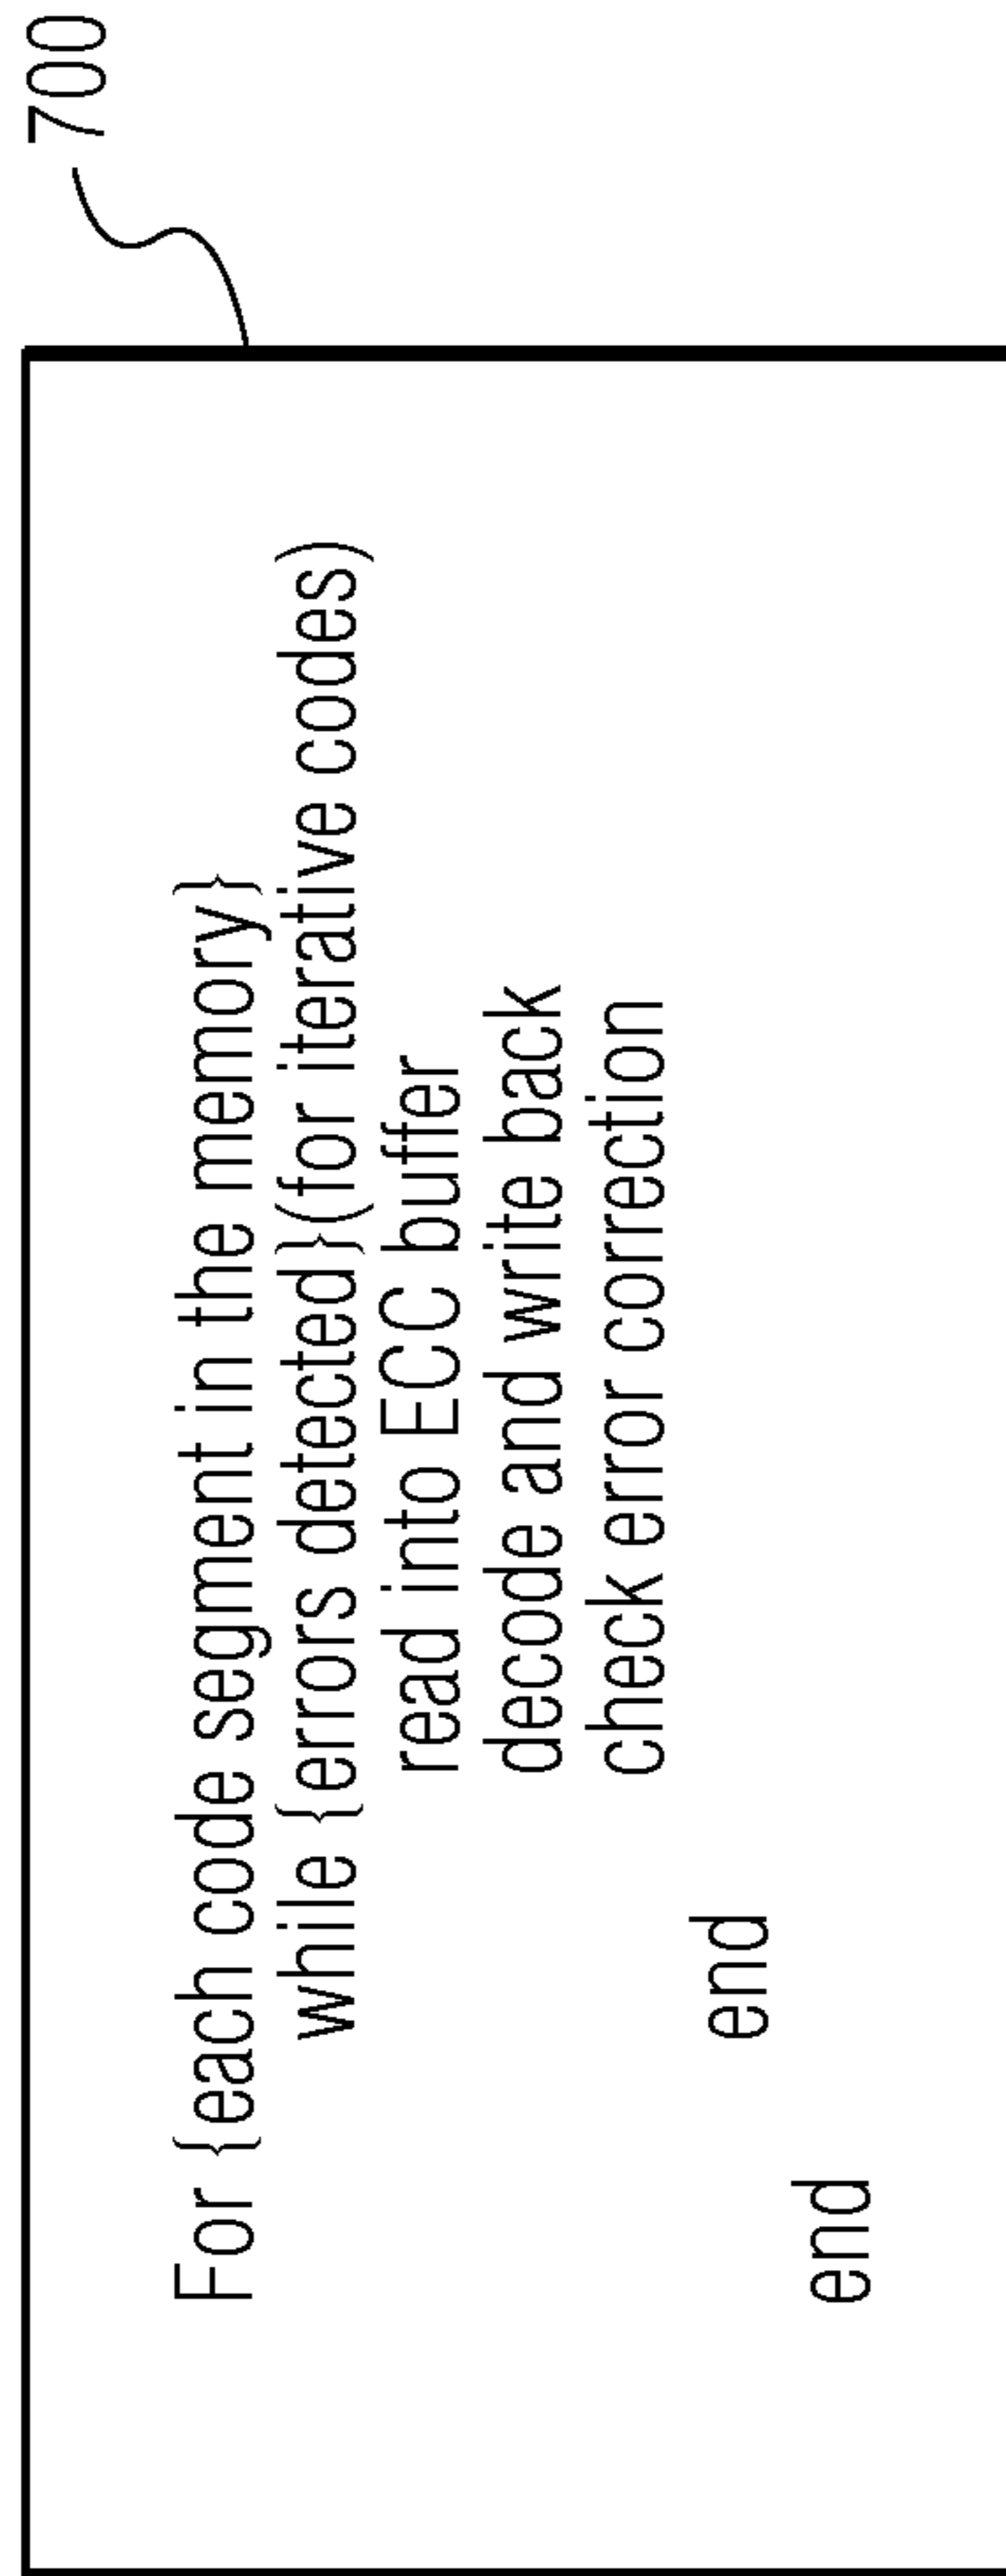 700
For {each code segment in the memory}
while {errors detected}(for iterative codes)
read into ECC buffer
decode and write back
check error correction
end
end